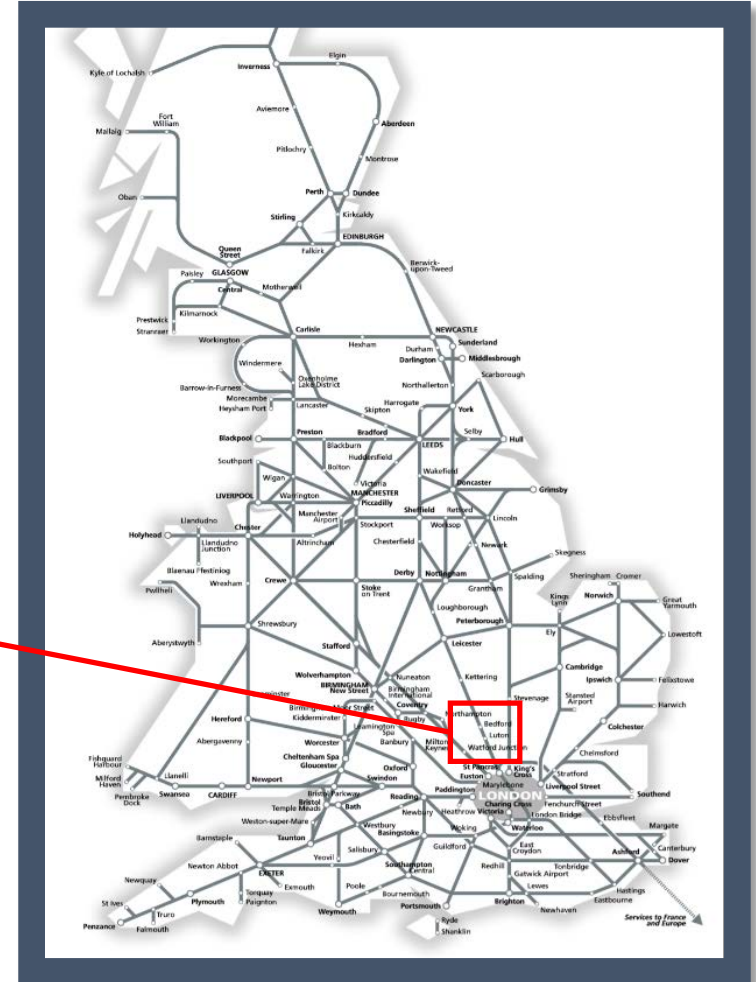 Elgin
Inverness
Kyle of Lochalsh
Aviemore
Fort
William
Mallaig
Aberdeen
Pitlochry
Montrose
Oban
Perth
Dundee
Stirling
Kirkcaldy
EDINBURGH
Falkirk
Queen
Street
GLASGOW
Central
Paisley
Motherwell
Berwick-
upon-Tweed
Prestwick
Stranraer
Kilmarnock
Carlisle
Hexham
NEWCASTLE
Sunderland
Workington
Durham
Darlington
Middlesbrough
Windermere
Oxenholme
Lake District
Northallerton
Scarborough
Barrow-in-Furness
Morecambe
Heysham Port
Lancaster
Skipton
Harrogate
York
Blackpool
Preston
Bradford
Blackburn
LEEDS
Selby
Hull
Southport
Bolton
Huddersfield
Wigan
Victoria
Wakefield
Doncaster
Grimsby
LIVERPOOL
Warrington
MANCHESTER
Piccadilly
Manchester
Airport
Stockport
Sheffield
Retford
Worksop
Lincoln
Llandudno
Holyhead
Llandudno
Junction
Chester
Altrincham
Chesterfield
Newark
Skegness
Blaenau Ffestiniog
Pwllheli
Wrexham
Crewe
Stoke
on Trent
Derby
Nottingham
Grantham
Spalding
Sheringham
Cromer
Kings
Lynn
Norwich
Great
Yarmouth
Loughborough
Peterborough
Shrewsbury
Aberystwyth
Stafford
Leicester
Ely
Lowestoft
Wolverhampton
BIRMINGHAM
New Street
Nuneaton
Birmingham
International
Kettering
Cambridge
Ipswich
Felixstowe
Stansted
Airport
Harwich
Stevenage
Moor Street
Coventry
Rugby
Northampton
Bedford
Luton
Hereford
Kidderminster
Leamington
Spa
Milton
Keynes
Watford Junction
Colchester
Abergavenny
Worcester
Banbury
Chelmsford
Cheltenham Spa
Gloucester
Oxford
St Pancras
Euston
King's
Cross
Stratford
Liverpool Street
Marylebone
LONDON
Fishguard
Harbour
Milford
Haven
Pembroke
Dock
Llanelli
Swansea
CARDIFF
Newport
Bristol Parkway
Bristol
Temple Meads
Bath
Swindon
Reading
Paddington
Charing Cross
Fenchurch Street
Southend
Newbury
Heathrow
Victoria
London Bridge
Ebbsfleet
Waterloo
Weston-super-Mare
Westbury
Basingstoke
Woking
East
Croydon
Margate
Canterbury
Barnstaple
Taunton
Salisbury
Guildford
Redhill
Tonbridge
Ashford
Dover
Gatwick Airport
Yeovil
Southampton
Central
Newton Abbot
EXETER
Exmouth
Newquay
Torquay
Paignton
Poole
Bournemouth
Lewes
Hastings
Eastbourne
St Ives
Plymouth
Weymouth
Portsmouth
Brighton
Newhaven
Truro
Penzance
Falmouth
Ryde
Shanklin
Services to France
and Europe